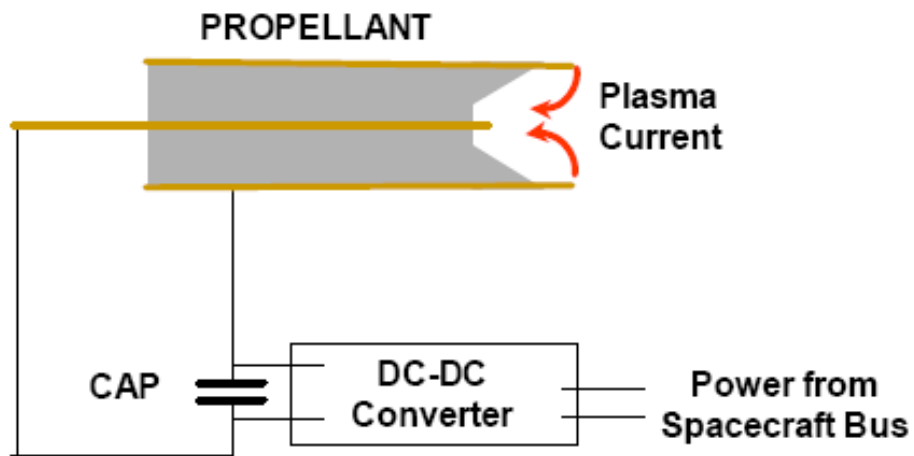 PROPELLANT
Plasma
Current
CAP
DC-DC
Converter
Power from
Spacecraft Bus